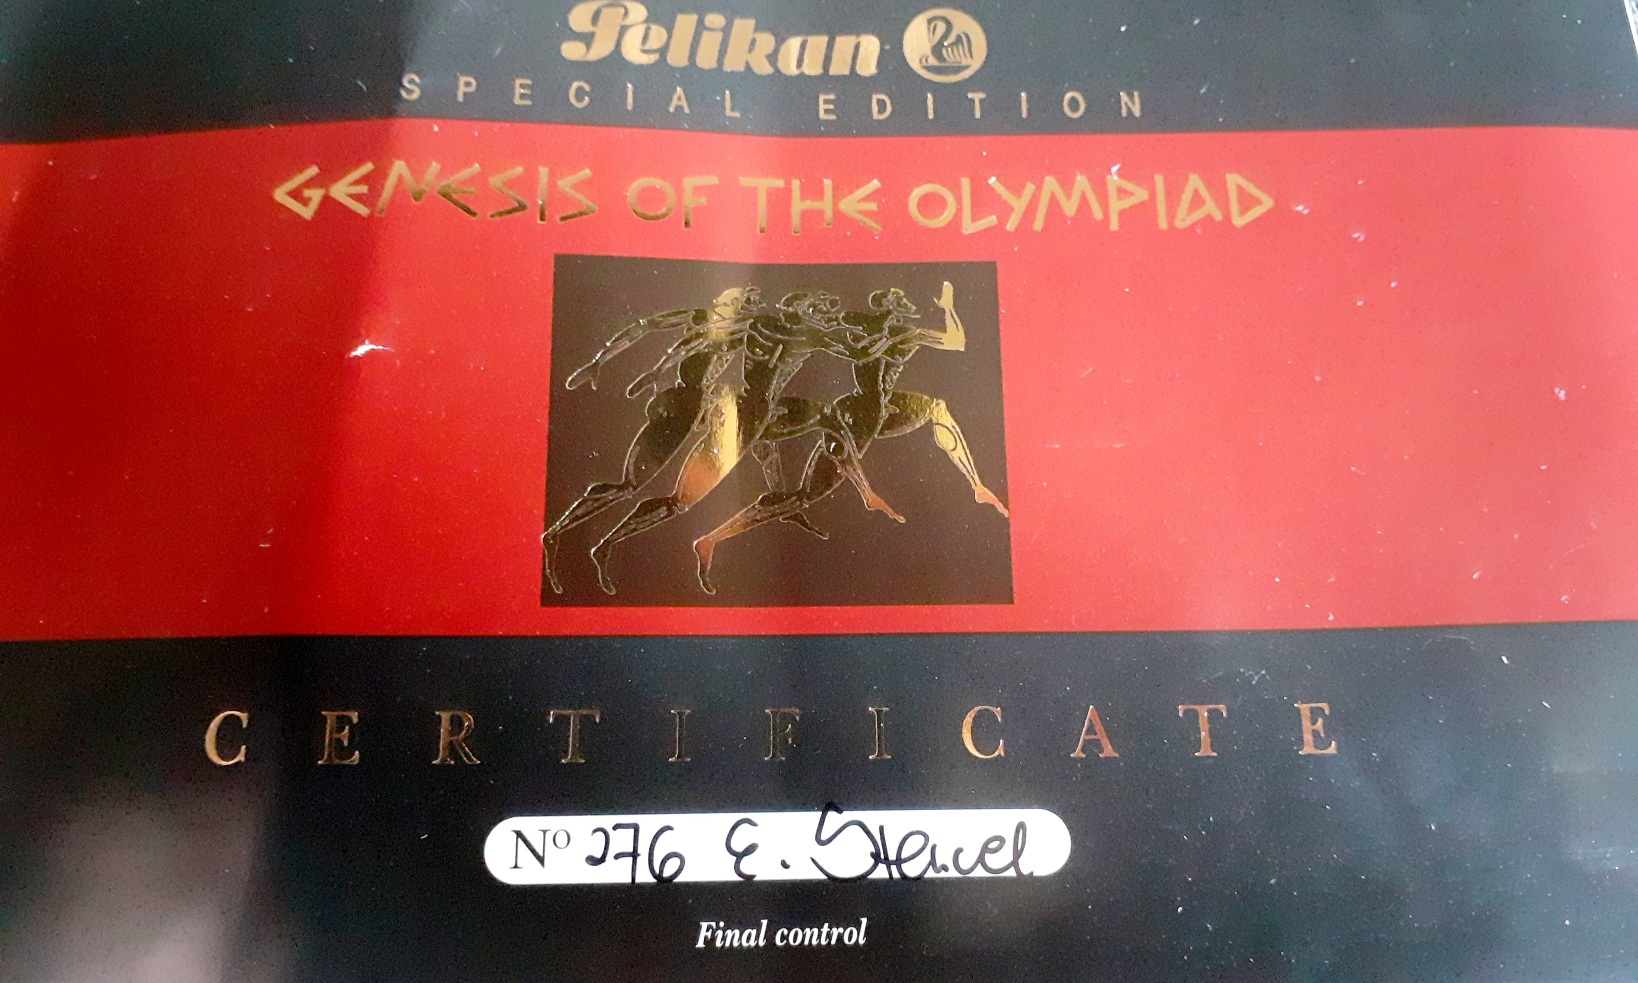 Pelikan
SPECIAL EDITION
GENESIS OF THE OLYMPIAD
CERTIFICATE
Nº 276 E. Stencel
Final control